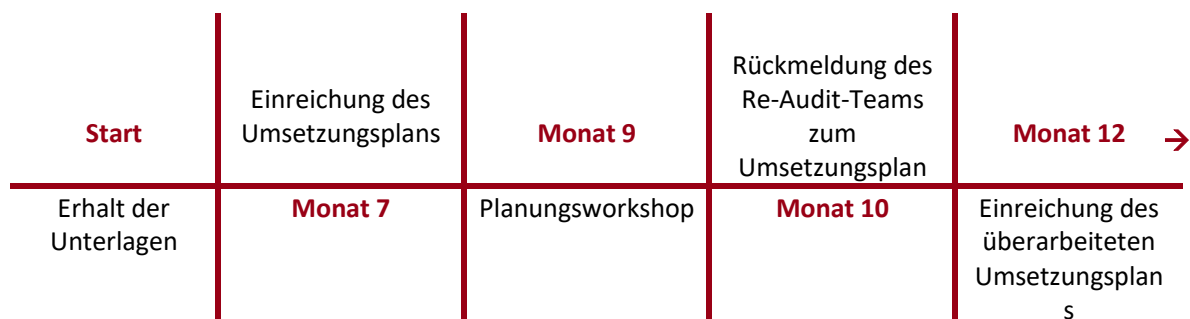 Start
Erhalt der
Unterlagen
Einreichung des
Umsetzungsplans
Monat 7
Monat 9
Planungsworkshop
Rückmeldung des
Re-Audit-Teams
zum
Umsetzungsplan
Monat 10
Monat 12 →
Einreichung des
überarbeiteten
Umsetzungsplan
s